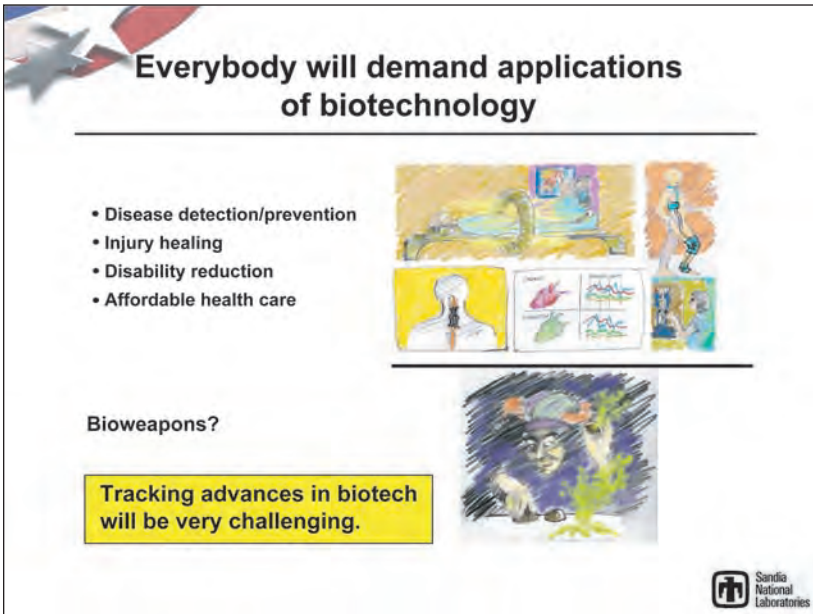 Everybody will demand applications
of biotechnology
• Disease detection/prevention
• Injury healing
• Disability reduction
• Affordable health care
Bioweapons?
Tracking advances in biotech
will be very challenging.
Sandia
National
Laboratories